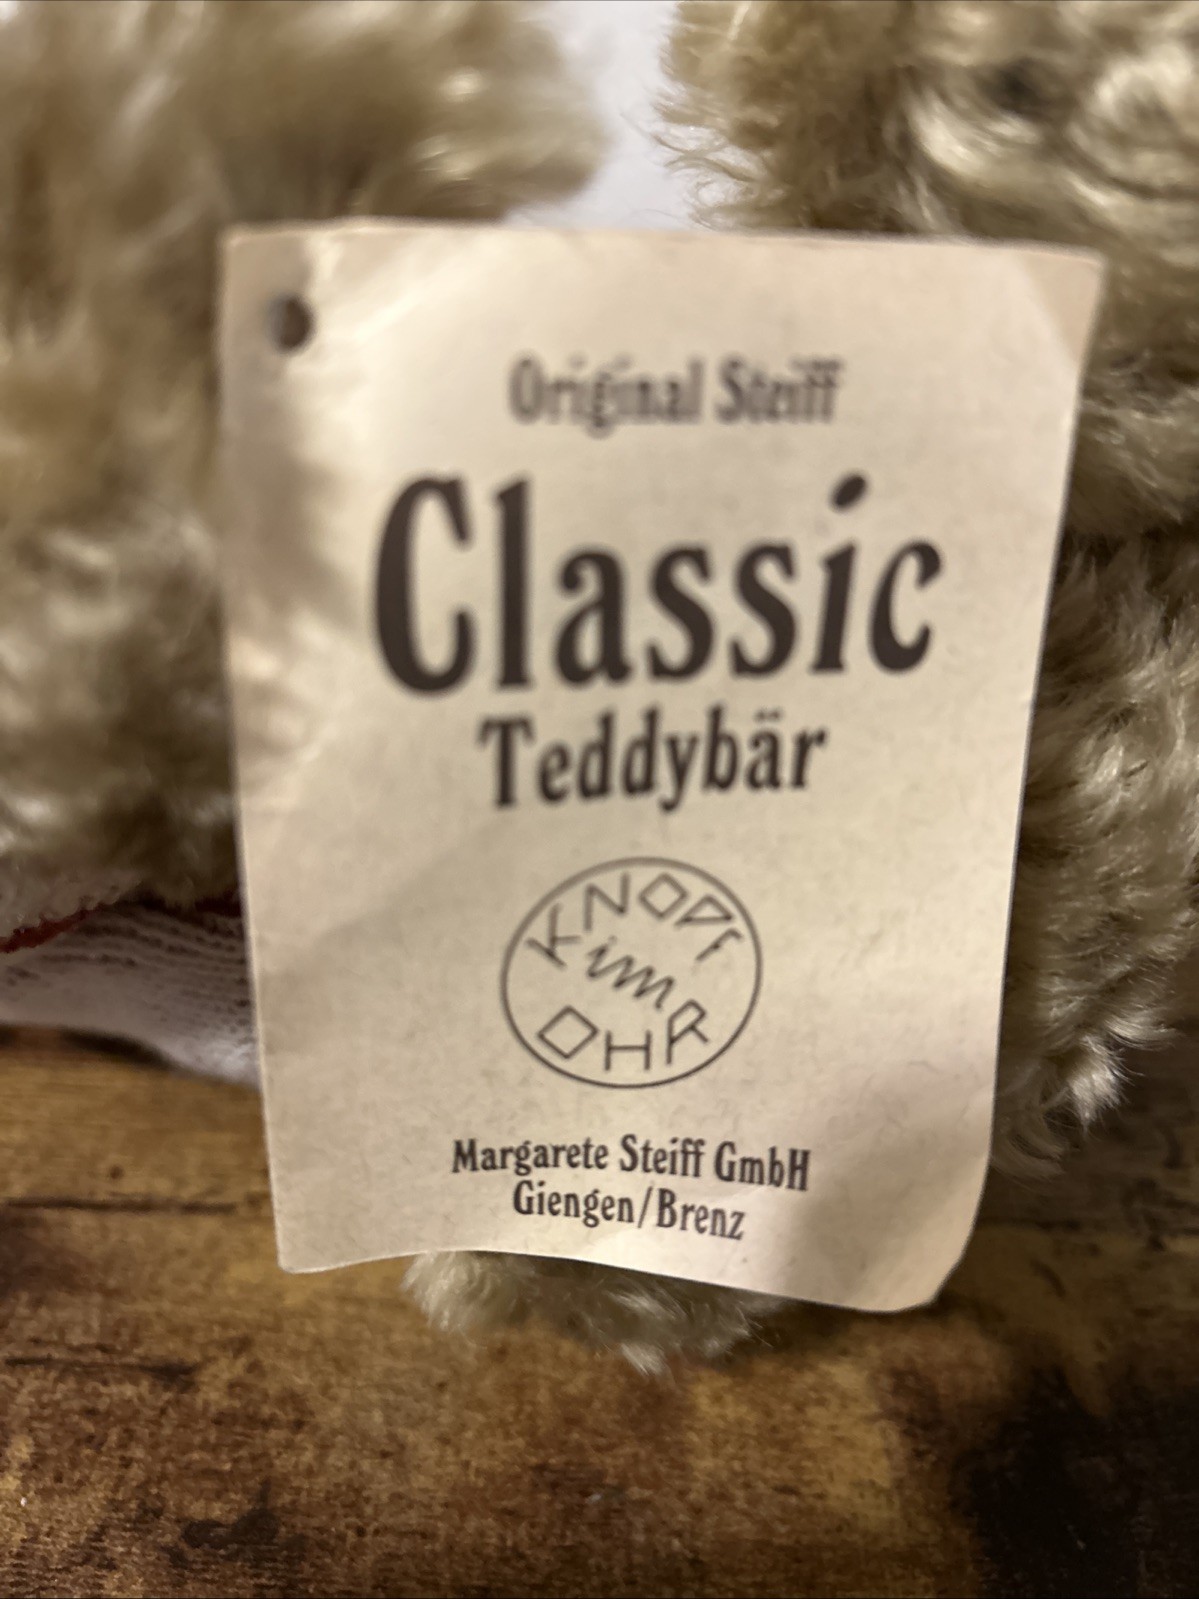 Original Steiff
Classic
Teddybär
KNOPF
im
OHR
Margarete Steiff GmbH
Giengen/Brenz